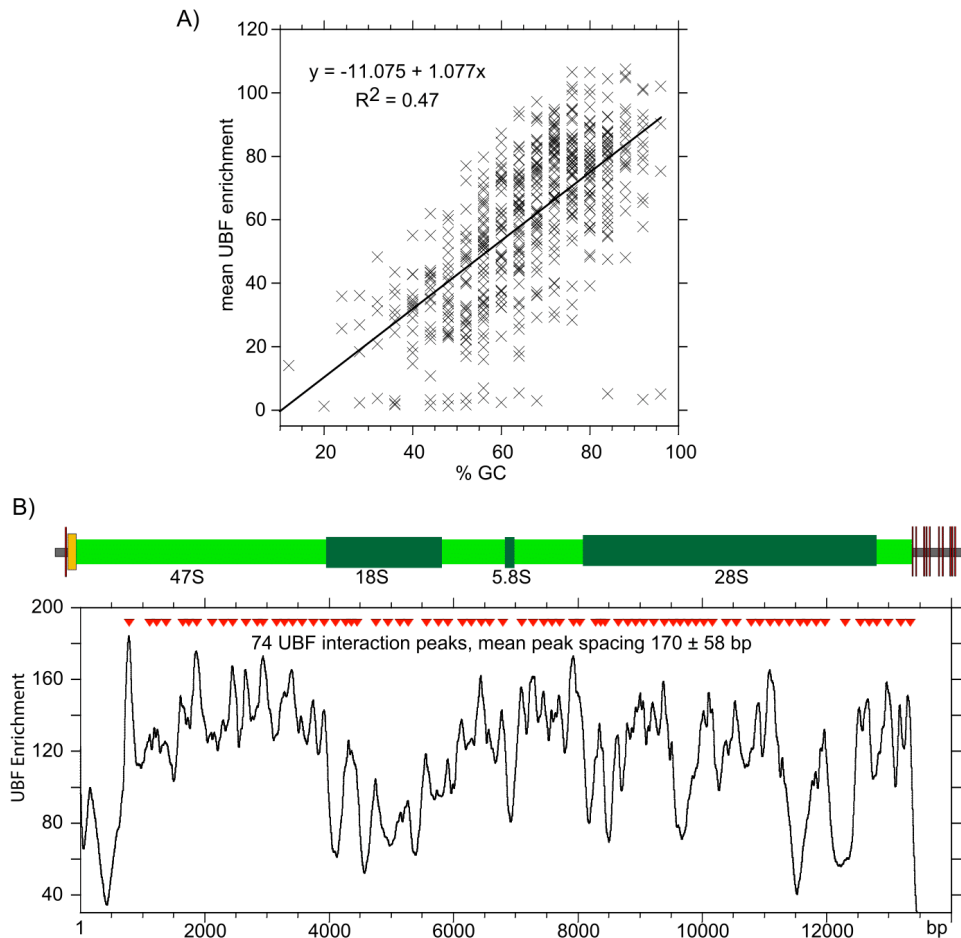 A)
120
100
80
60
40
20
0
mean UBF enrichment
y = -11.075 + 1.077x
R2 = 0.47
20 40 60 80 100
% GC
B)
47S 18S 5.8S 28S
200
160
120
80
40
UBF Enrichment
74 UBF interaction peaks, mean peak spacing 170 ± 58 bp
1 2000 4000 6000 8000 10000 12000 bp